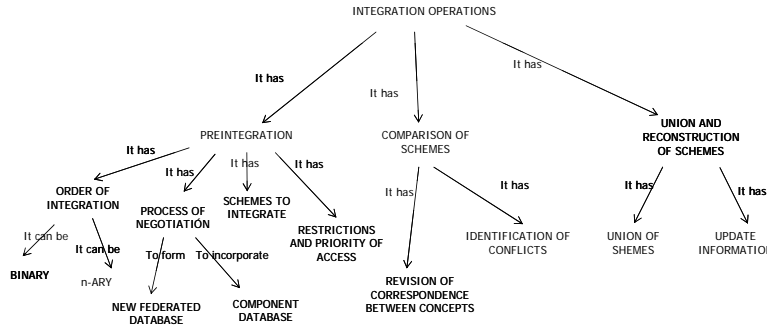 INTEGRATION OPERATIONS
It has
It has
It has
PREINTEGRATION
COMPARISON OF
SCHEMES
UNION AND
RECONSTRUCTION
OF SCHEMES
It has
It has
It has
It has
It has
It has
It has
It has
ORDER OF
INTEGRATION
PROCESS OF
NEGOTIATION
SCHEMES TO
INTEGRATE
RESTRICTIONS
AND PRIORITY OF
ACCESS
IDENTIFICATION OF
CONFLICTS
UNION OF
SHEMES
UPDATE
INFORMATIO
It can be
It can be
To form
To incorporate
BINARY
n-ARY
REVISION OF
CORRESPONDENCE
BETWEEN CONCEPTS
NEW FEDERATED
DATABASE
COMPONENT
DATABASE